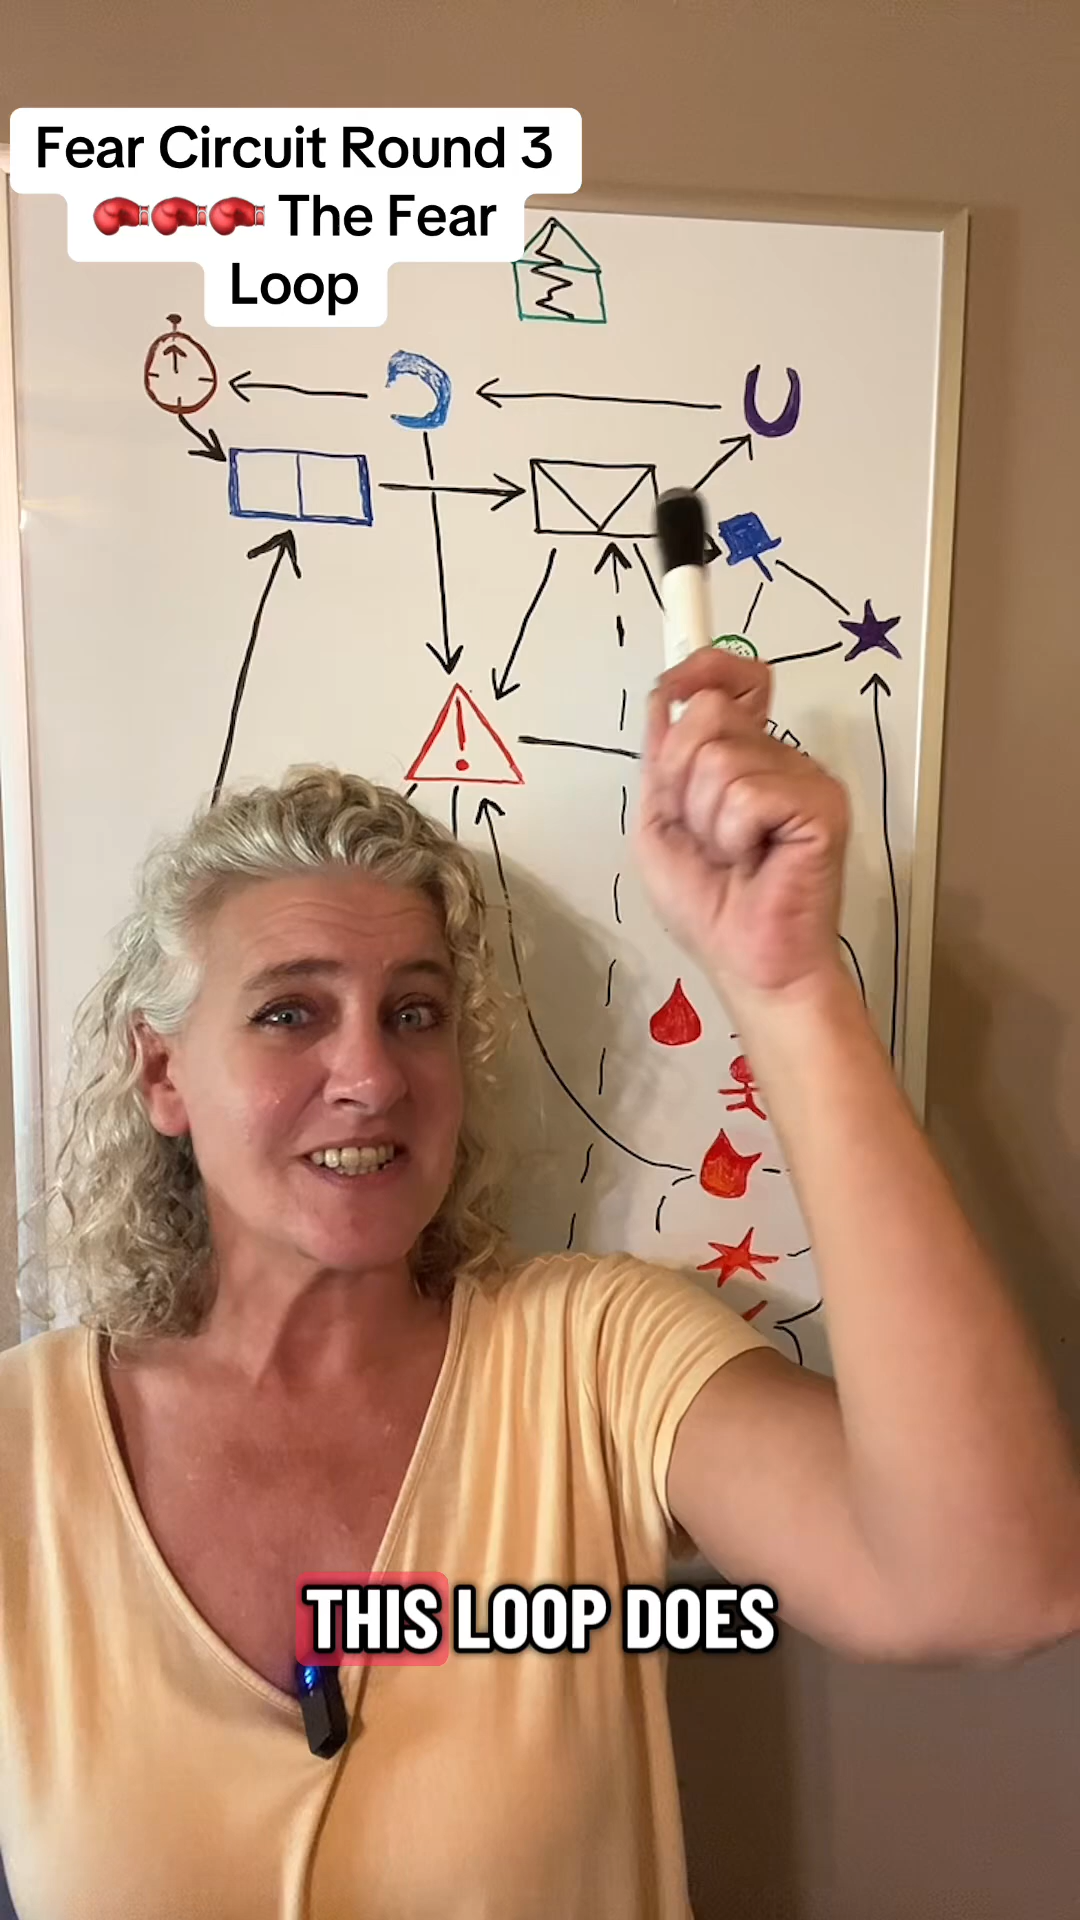 Fear Circuit Round 3
🥊🥊🥊 The Fear
Loop
THIS LOOP DOES